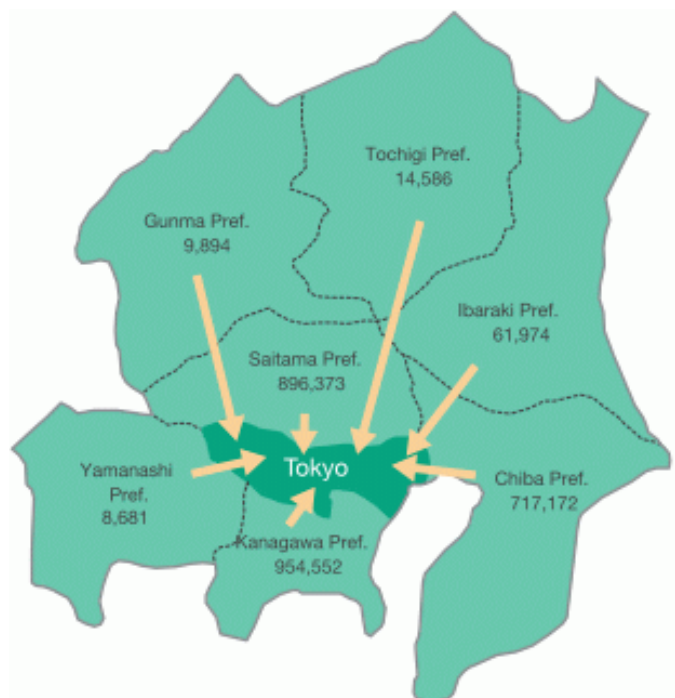 Tochigi Pref.
14,586
Gunma Pref.
9,894
Ibaraki Pref.
61,974
Saitama Pref.
896,373
Tokyo
Yamanashi
Pref.
8,681
Chiba Pref.
717,172
Kanagawa Pref.
954,552